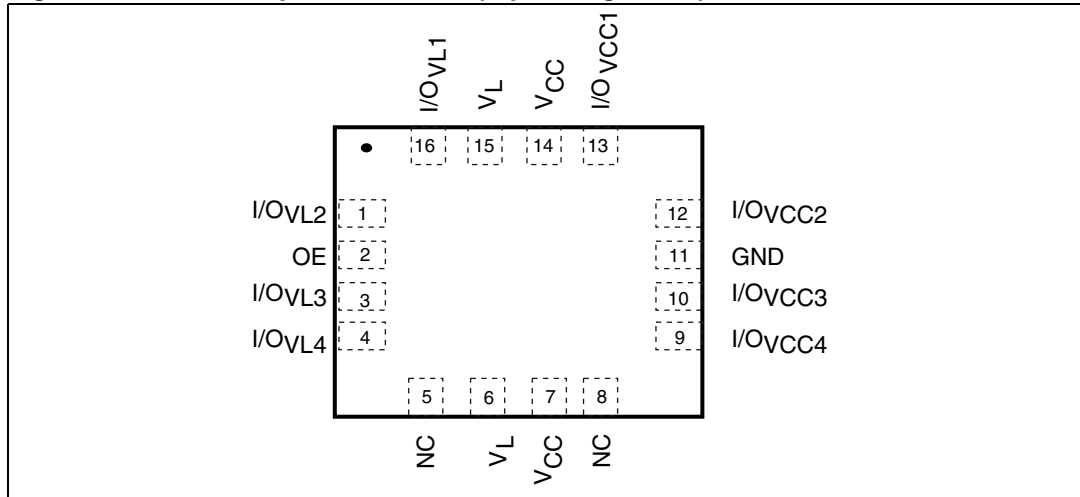 I/OVL1 VL VCC I/OVCC1
16 15 14 13
I/OVL2 1 12 I/OVCC2
OE 2 11 GND
I/OVL3 3 10 I/OVCC3
I/OVL4 4 9 I/OVCC4
5 6 7 8
NC VL VCC NC